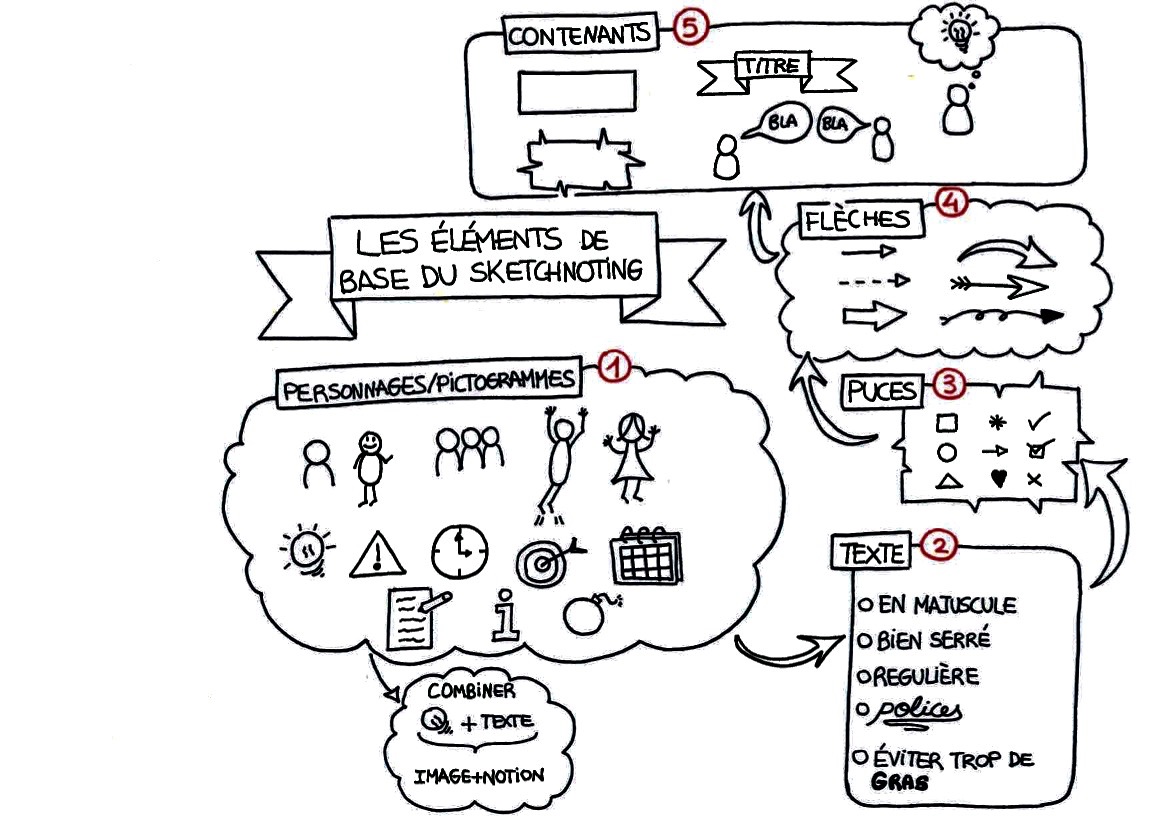 LES ÉLÉMENTS DE
BASE DU SKETCHNOTING
PERSONNAGES/PICTOGRAMMES 1
i
COMBINER
+ TEXTE
IMAGE+NOTION
TEXTE 2
EN MAJUSCULE
BIEN SERRÉ
REGULIÈRE
polices
ÉVITER TROP DE
GRAS
PUCES 3
FLÈCHES 4
CONTENANTS 5
TITRE
BLA BLA